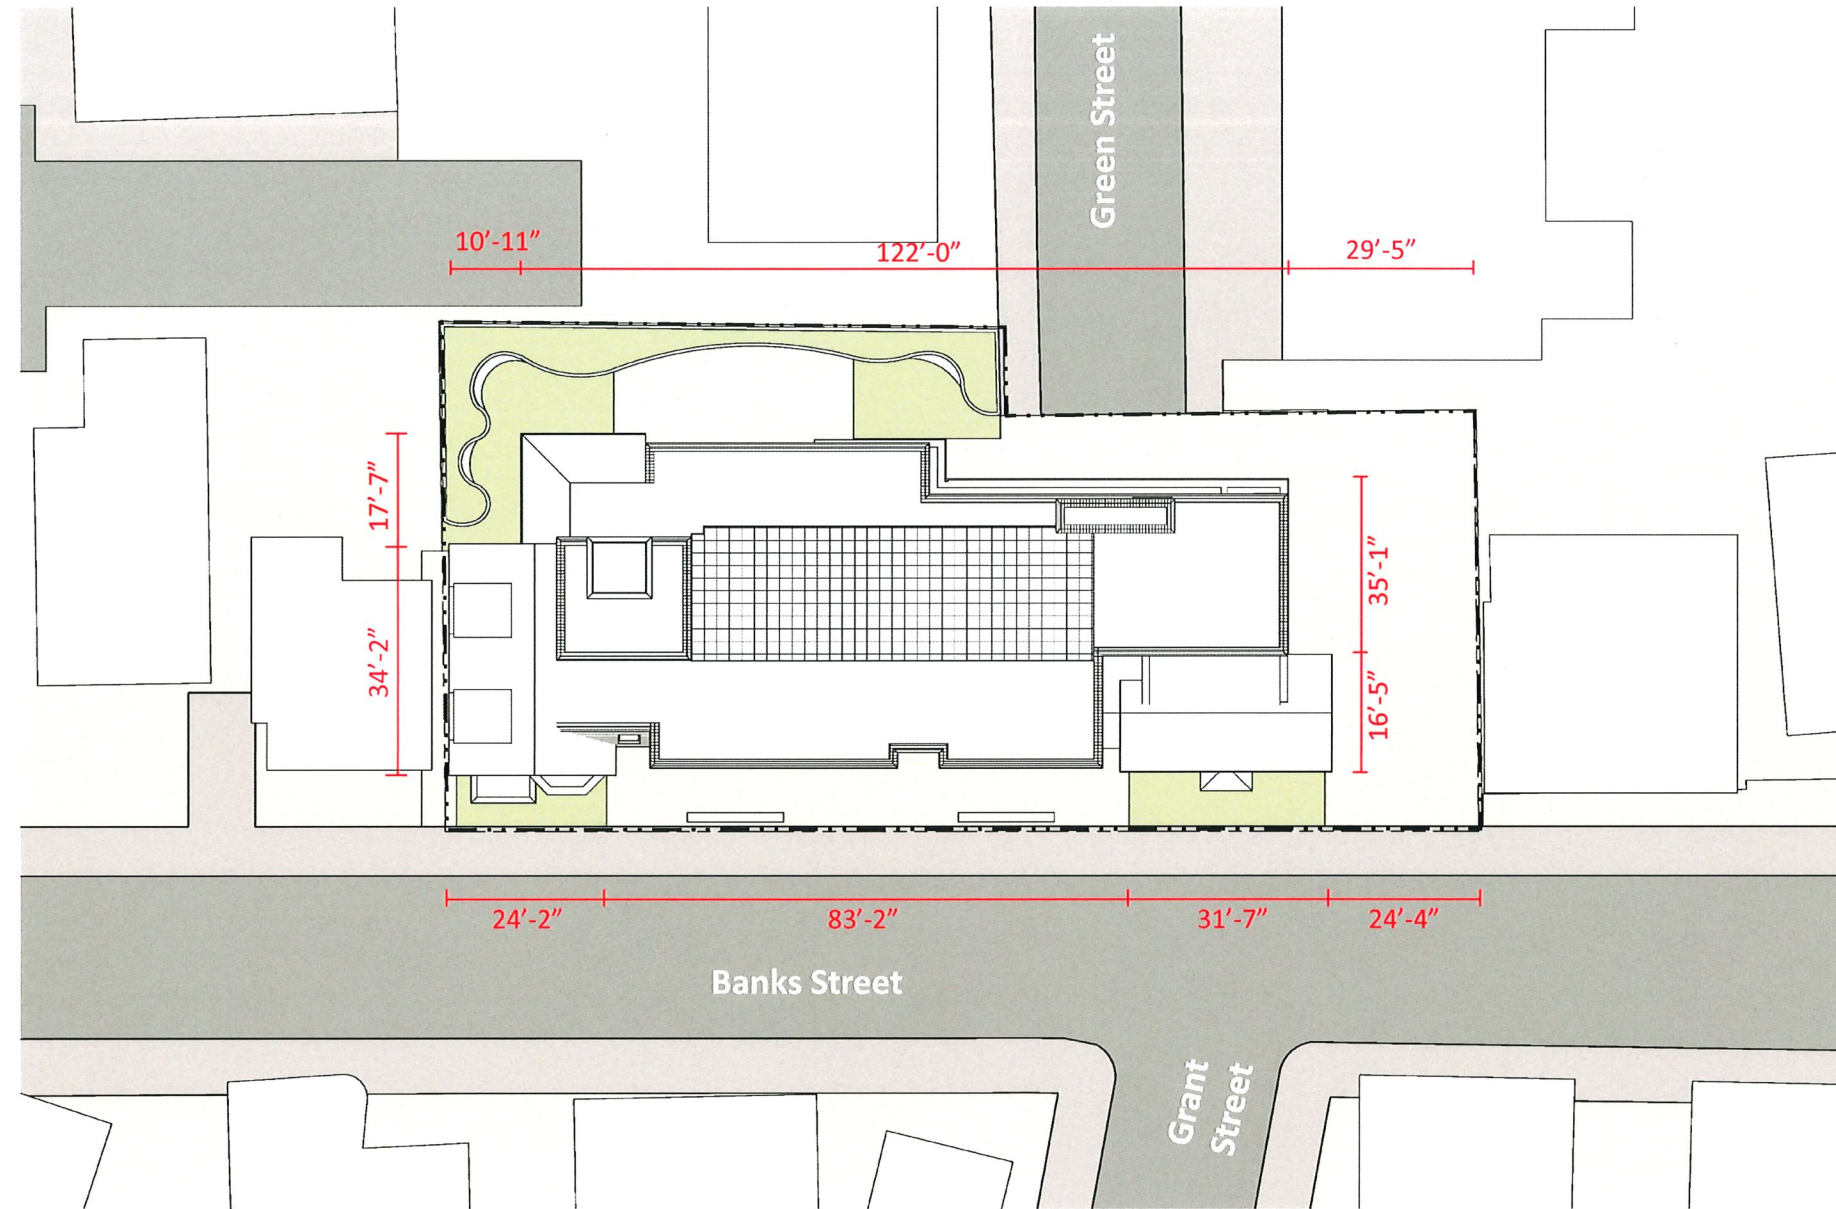 Green Street
10’-11”
122’-0”
29’-5”
17’-7”
34’-2”
35’-1”
16’-5”
24’-2”
83’-2”
31’-7”
24’-4”
Banks Street
Grant
Street